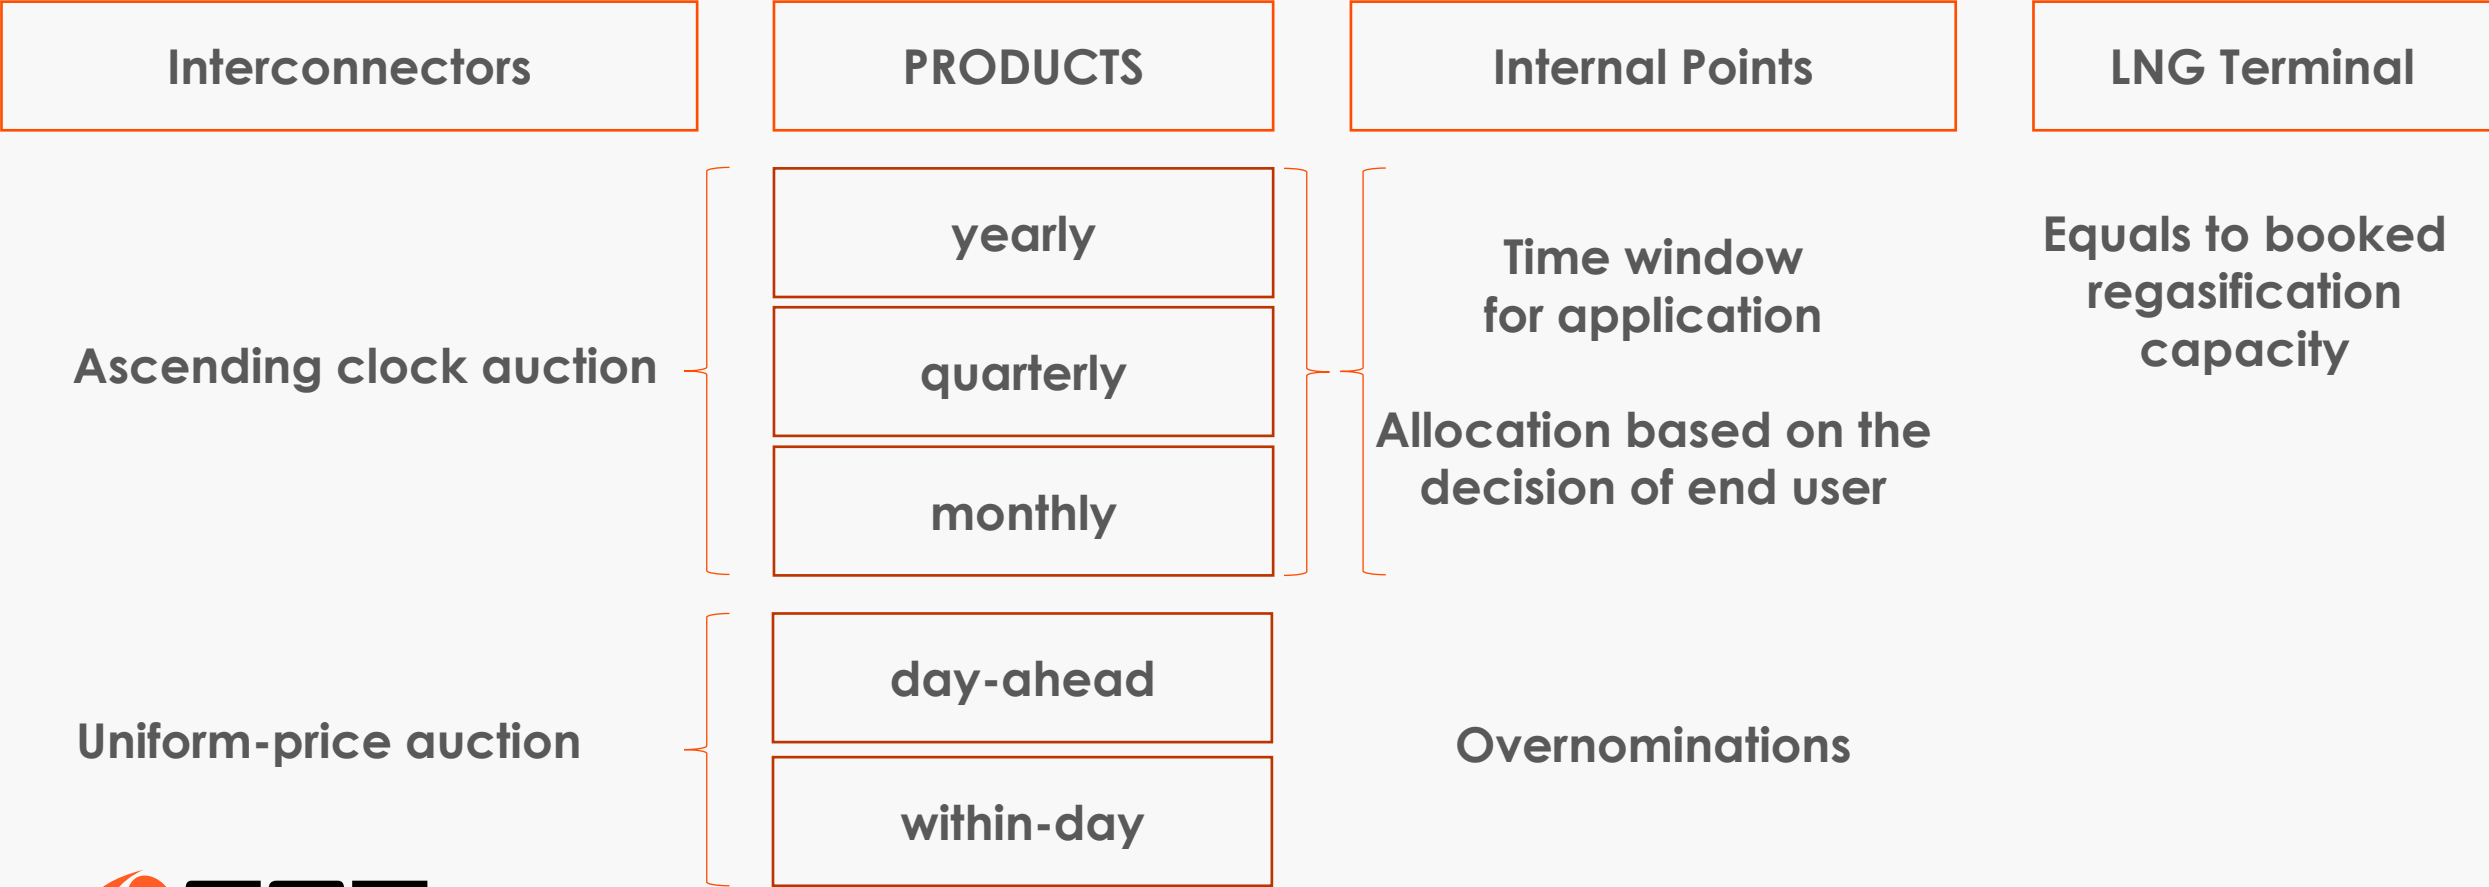 Interconnectors
PRODUCTS
Internal Points
LNG Terminal
Ascending clock auction
yearly
quarterly
monthly
Time window
for application
Allocation based on the
decision of end user
Equals to booked
regasification
capacity
Uniform-price auction
day-ahead
within-day
Overnominations